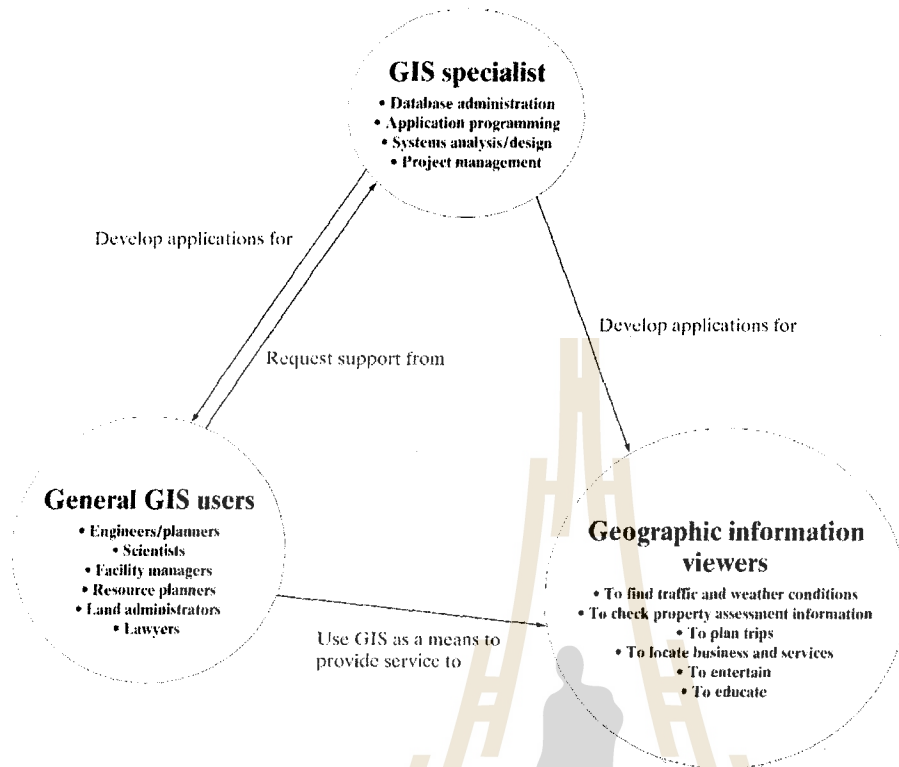 GIS specialist
• Database administration
• Application programming
• Systems analysis/design
• Project management
Develop applications for
Develop applications for
Request support from
General GIS users
• Engineers/planners
• Scientists
• Facility managers
• Resource planners
• Land administrators
• Lawyers
Geographic information
viewers
• To find traffic and weather conditions
• To check property assessment information
• To plan trips
• To locate business and services
• To entertain
• To educate
Use GIS as a means to
provide service to